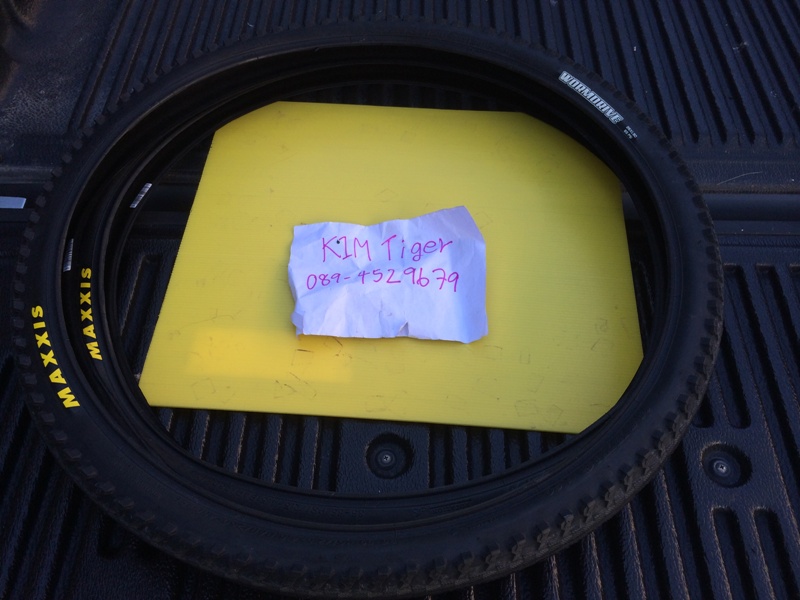 WORMDRIVE
KIM Tiger
089-4529679
MAXXIS
MAXXIS